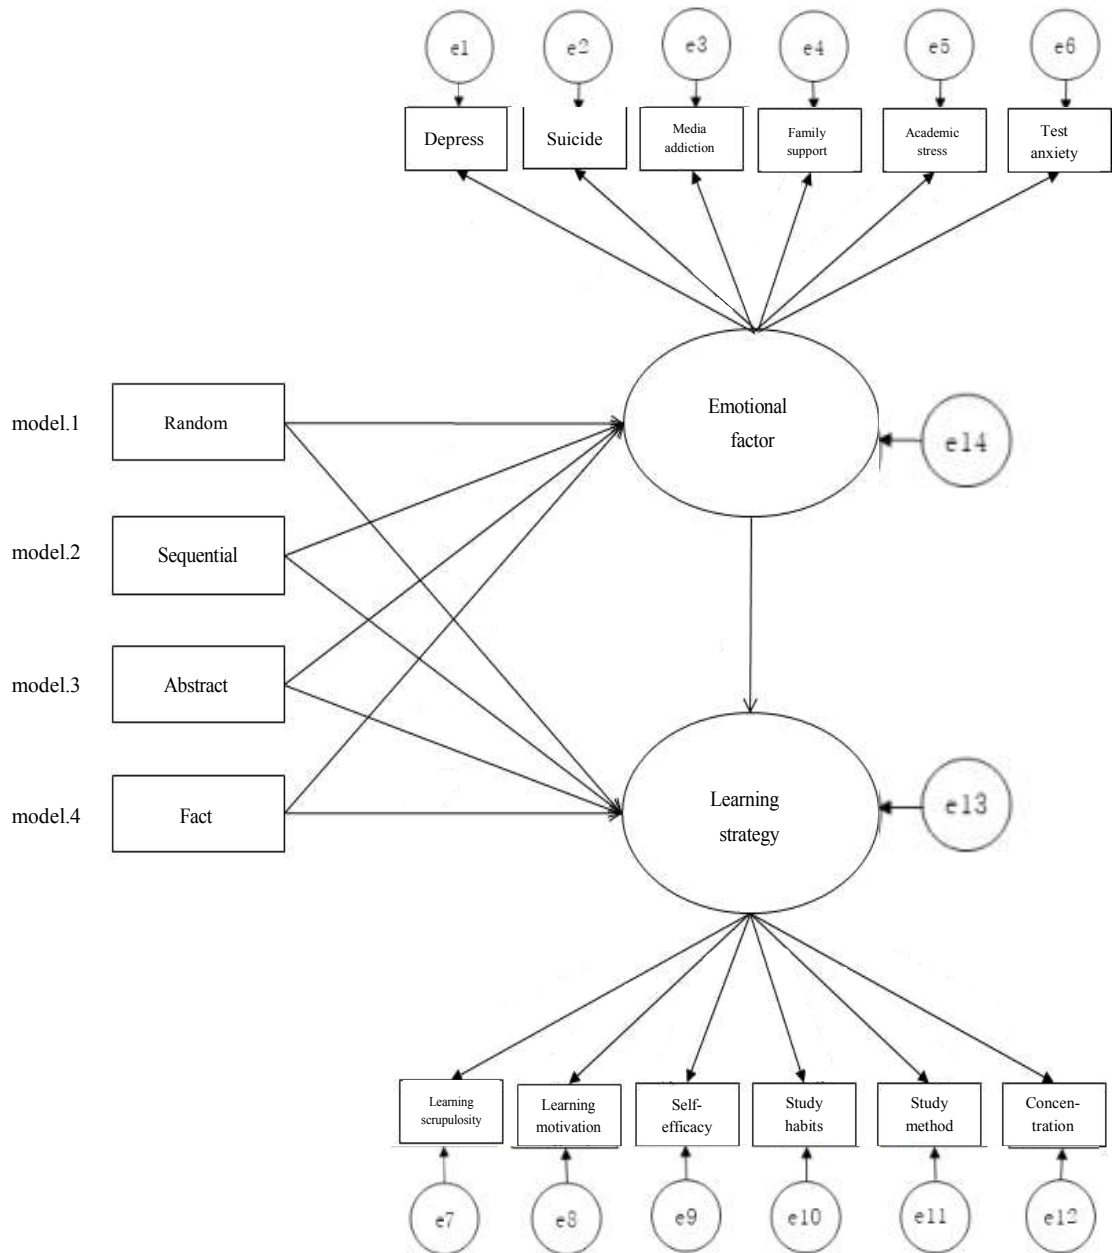 e1
e2
e3
e4
e5
e6
Depress
Suicide
Media
addiction
Family
support
Academic
stress
Test
anxiety
Emotional
factor
e14
model.1
Random
model.2
Sequential
model.3
Abstract
model.4
Fact
Learning
strategy
e13
Learning
scrupulosity
Learning
motivation
Self-
efficacy
Study
habits
Study
method
Concen-
tration
e7
e8
e9
e10
e11
e12